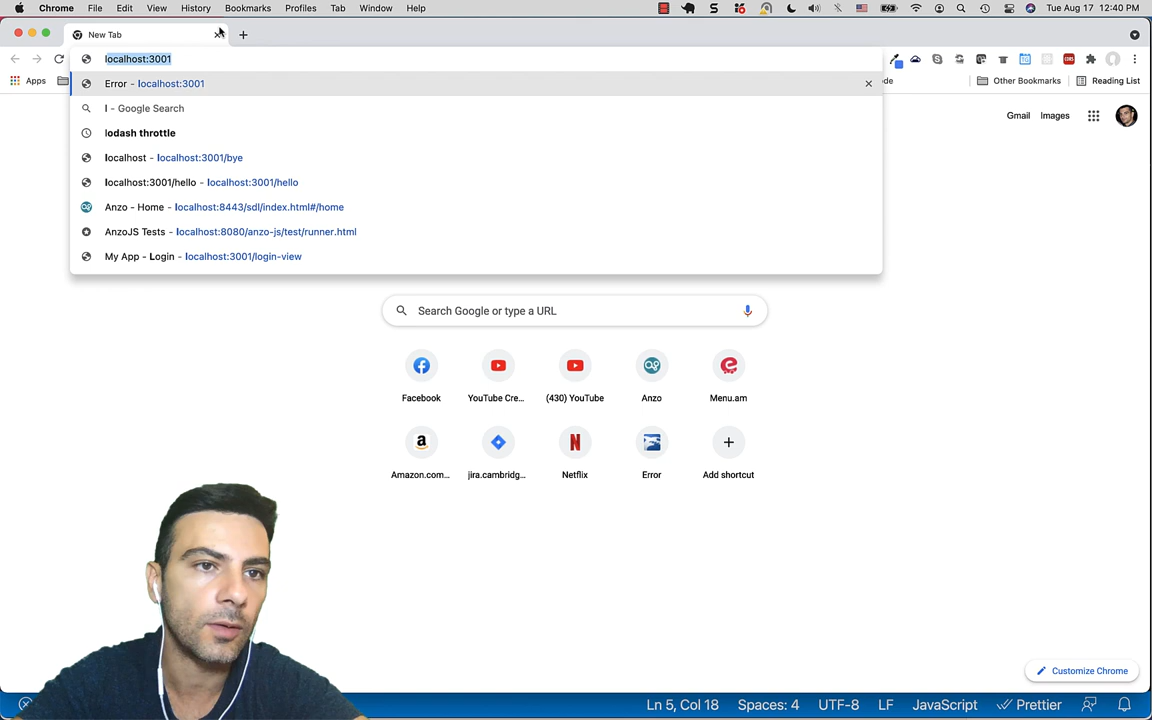 Chrome File Edit View History Bookmarks Profiles Tab Window Help Tue Aug 17 12:40 PM
New Tab
localhost:3001
Apps Other Bookmarks Reading List
Error - localhost:3001
l - Google Search
lodash throttle
localhost - localhost:3001/bye
localhost:3001/hello - localhost:3001/hello
Anzo - Home - localhost:8443/sdl/index.html#/home
AnzoJS Tests - localhost:8080/anzo-js/test/runner.html
My App - Login - localhost:3001/login-view
Gmail Images
Search Google or type a URL
Facebook YouTube Cre... (430) YouTube Anzo Menu.am
Amazon.com... jira.cambridg... Netflix Error Add shortcut
Customize Chrome
Ln 5, Col 18 Spaces: 4 UTF-8 LF JavaScript Prettier